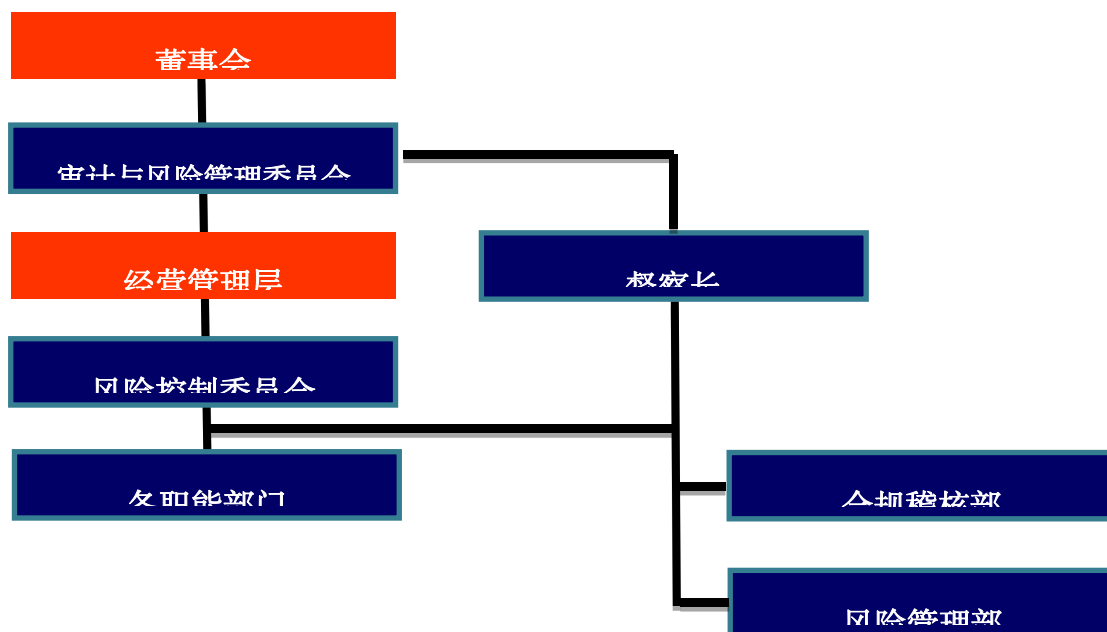 董事会
审计与风险管理委员会
经营管理层
督察长
风险控制委员会
各职能部门
合规稽核部
风险管理部